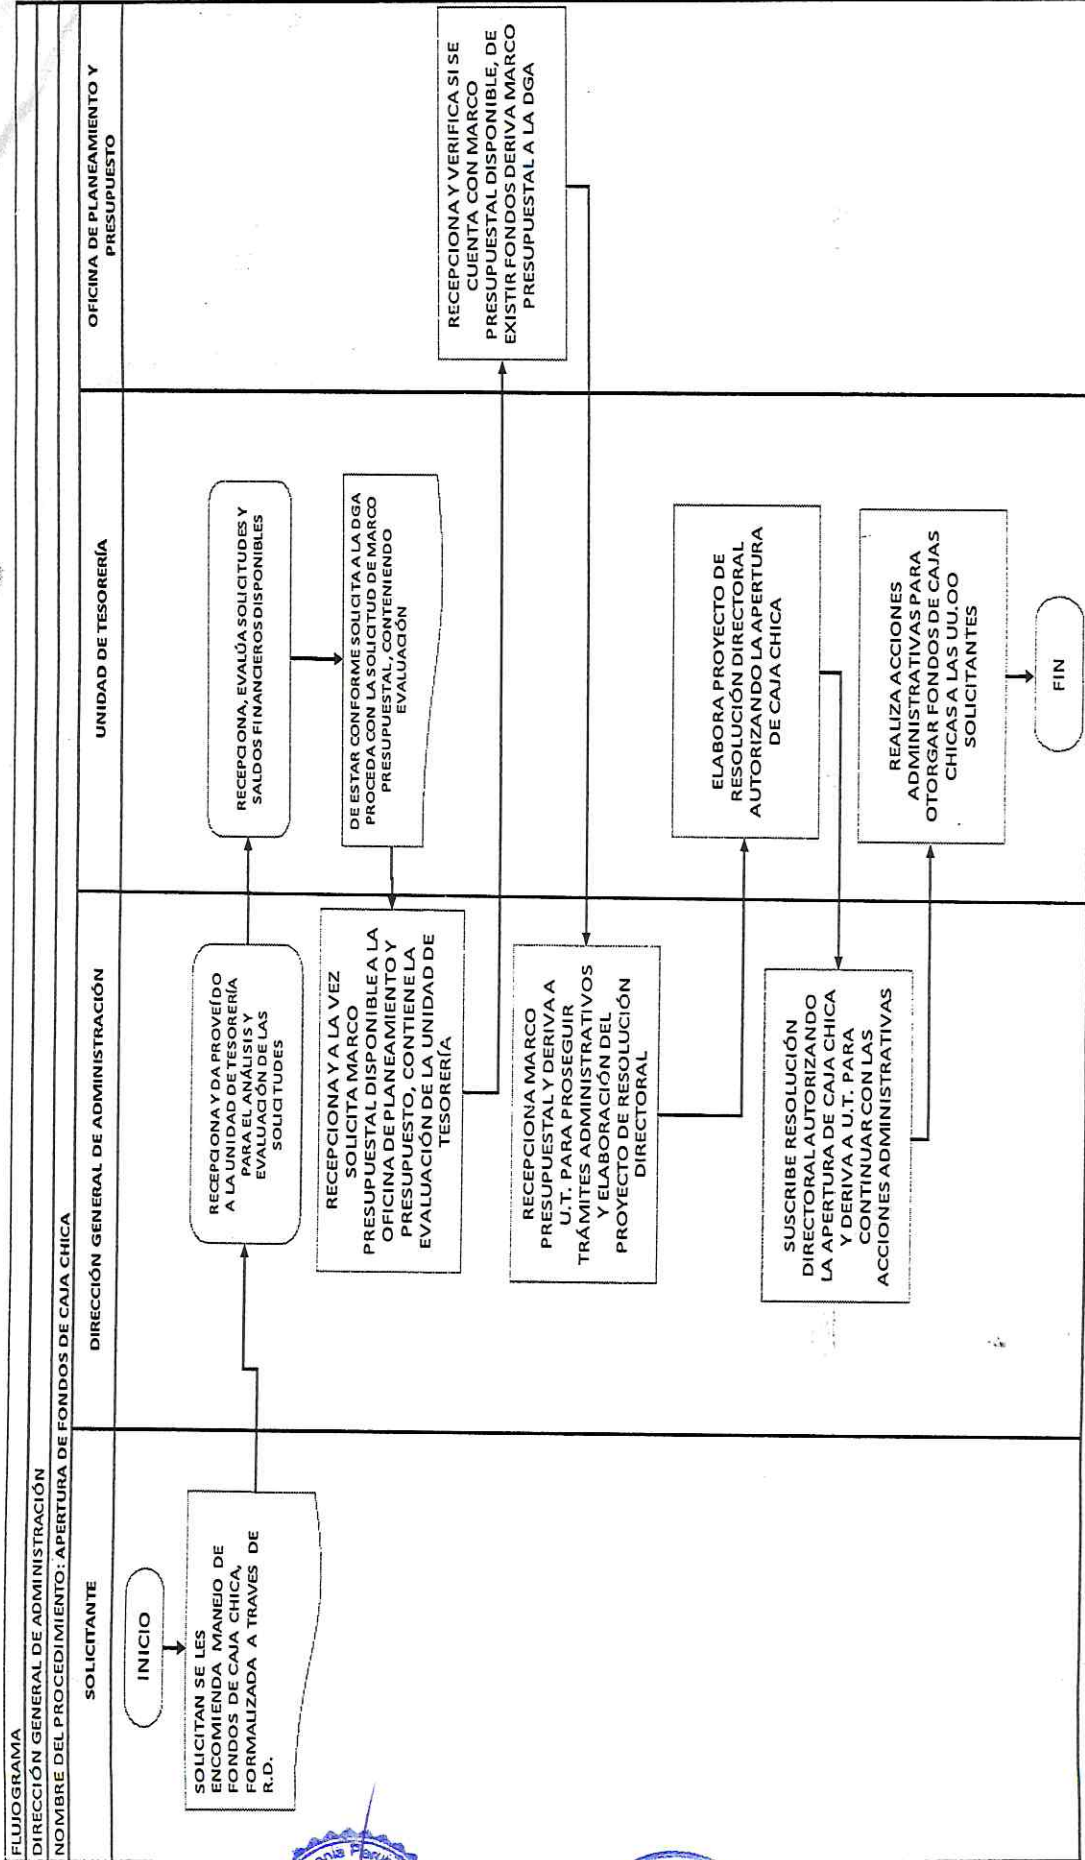 FLUJOGRAMA
DIRECCIÓN GENERAL DE ADMINISTRACIÓN
NOMBRE DEL PROCEDIMIENTO: APERTURA DE FONDOS DE CAJA CHICA
SOLICITANTE
DIRECCIÓN GENERAL DE ADMINISTRACIÓN
UNIDAD DE TESORERÍA
OFICINA DE PLANEAMIENTO Y
PRESUPUESTO
INICIO
SOLICITAN SE LES
ENCOMIENDA MANEJO DE
FONDOS DE CAJA CHICA,
FORMALIZADA A TRAVES DE
R.D.
RECEPCIONA Y DA PROVEÍDO
A LA UNIDAD DE TESORERÍA
PARA EL ANÁLISIS Y
EVALUACIÓN DE LAS
SOLICITUDES
RECEPCIONA, EVALÚA SOLICITUDES Y
SALDOS FINANCIEROS DISPONIBLES
DE ESTAR CONFORME SOLICITA A LA DGA
PROCEDA CON LA SOLICITUD DE MARCO
PRESUPUESTAL, CONTENIENDO
EVALUACIÓN
RECEPCIONA Y A LA VEZ
SOLICITA MARCO
PRESUPUESTAL DISPONIBLE A LA
OFICINA DE PLANEAMIENTO Y
PRESUPUESTO, CONTIENE LA
EVALUACIÓN DE LA UNIDAD DE
TESORERÍA
RECEPCIONA Y VERIFICA SI SE
CUENTA CON MARCO
PRESUPUESTAL DISPONIBLE, DE
EXISTIR FONDOS DERIVA MARCO
PRESUPUESTAL A LA DGA
RECEPCIONA MARCO
PRESUPUESTAL Y DERIVA A
U.T. PARA PROSEGUIR
TRÁMITES ADMINISTRATIVOS
Y ELABORACIÓN DEL
PROYECTO DE RESOLUCIÓN
DIRECTORAL
ELABORA PROYECTO DE
RESOLUCIÓN DIRECTORAL
AUTORIZANDO LA APERTURA
DE CAJA CHICA
SUSCRIBE RESOLUCIÓN
DIRECTORAL AUTORIZANDO
LA APERTURA DE CAJA CHICA
Y DERIVA A U.T. PARA
CONTINUAR CON LAS
ACCIONES ADMINISTRATIVAS
REALIZA ACCIONES
ADMINISTRATIVAS PARA
OTORGAR FONDOS DE CAJAS
CHICAS A LAS UU.OO
SOLICITANTES
FIN